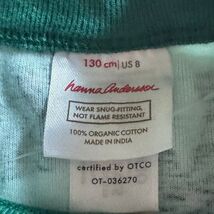 130 cm | US 8
hanna andersson
WEAR SNUG-FITTING,
NOT FLAME RESISTANT
100% ORGANIC COTTON
MADE IN INDIA
certified by OTCO
OT-036270